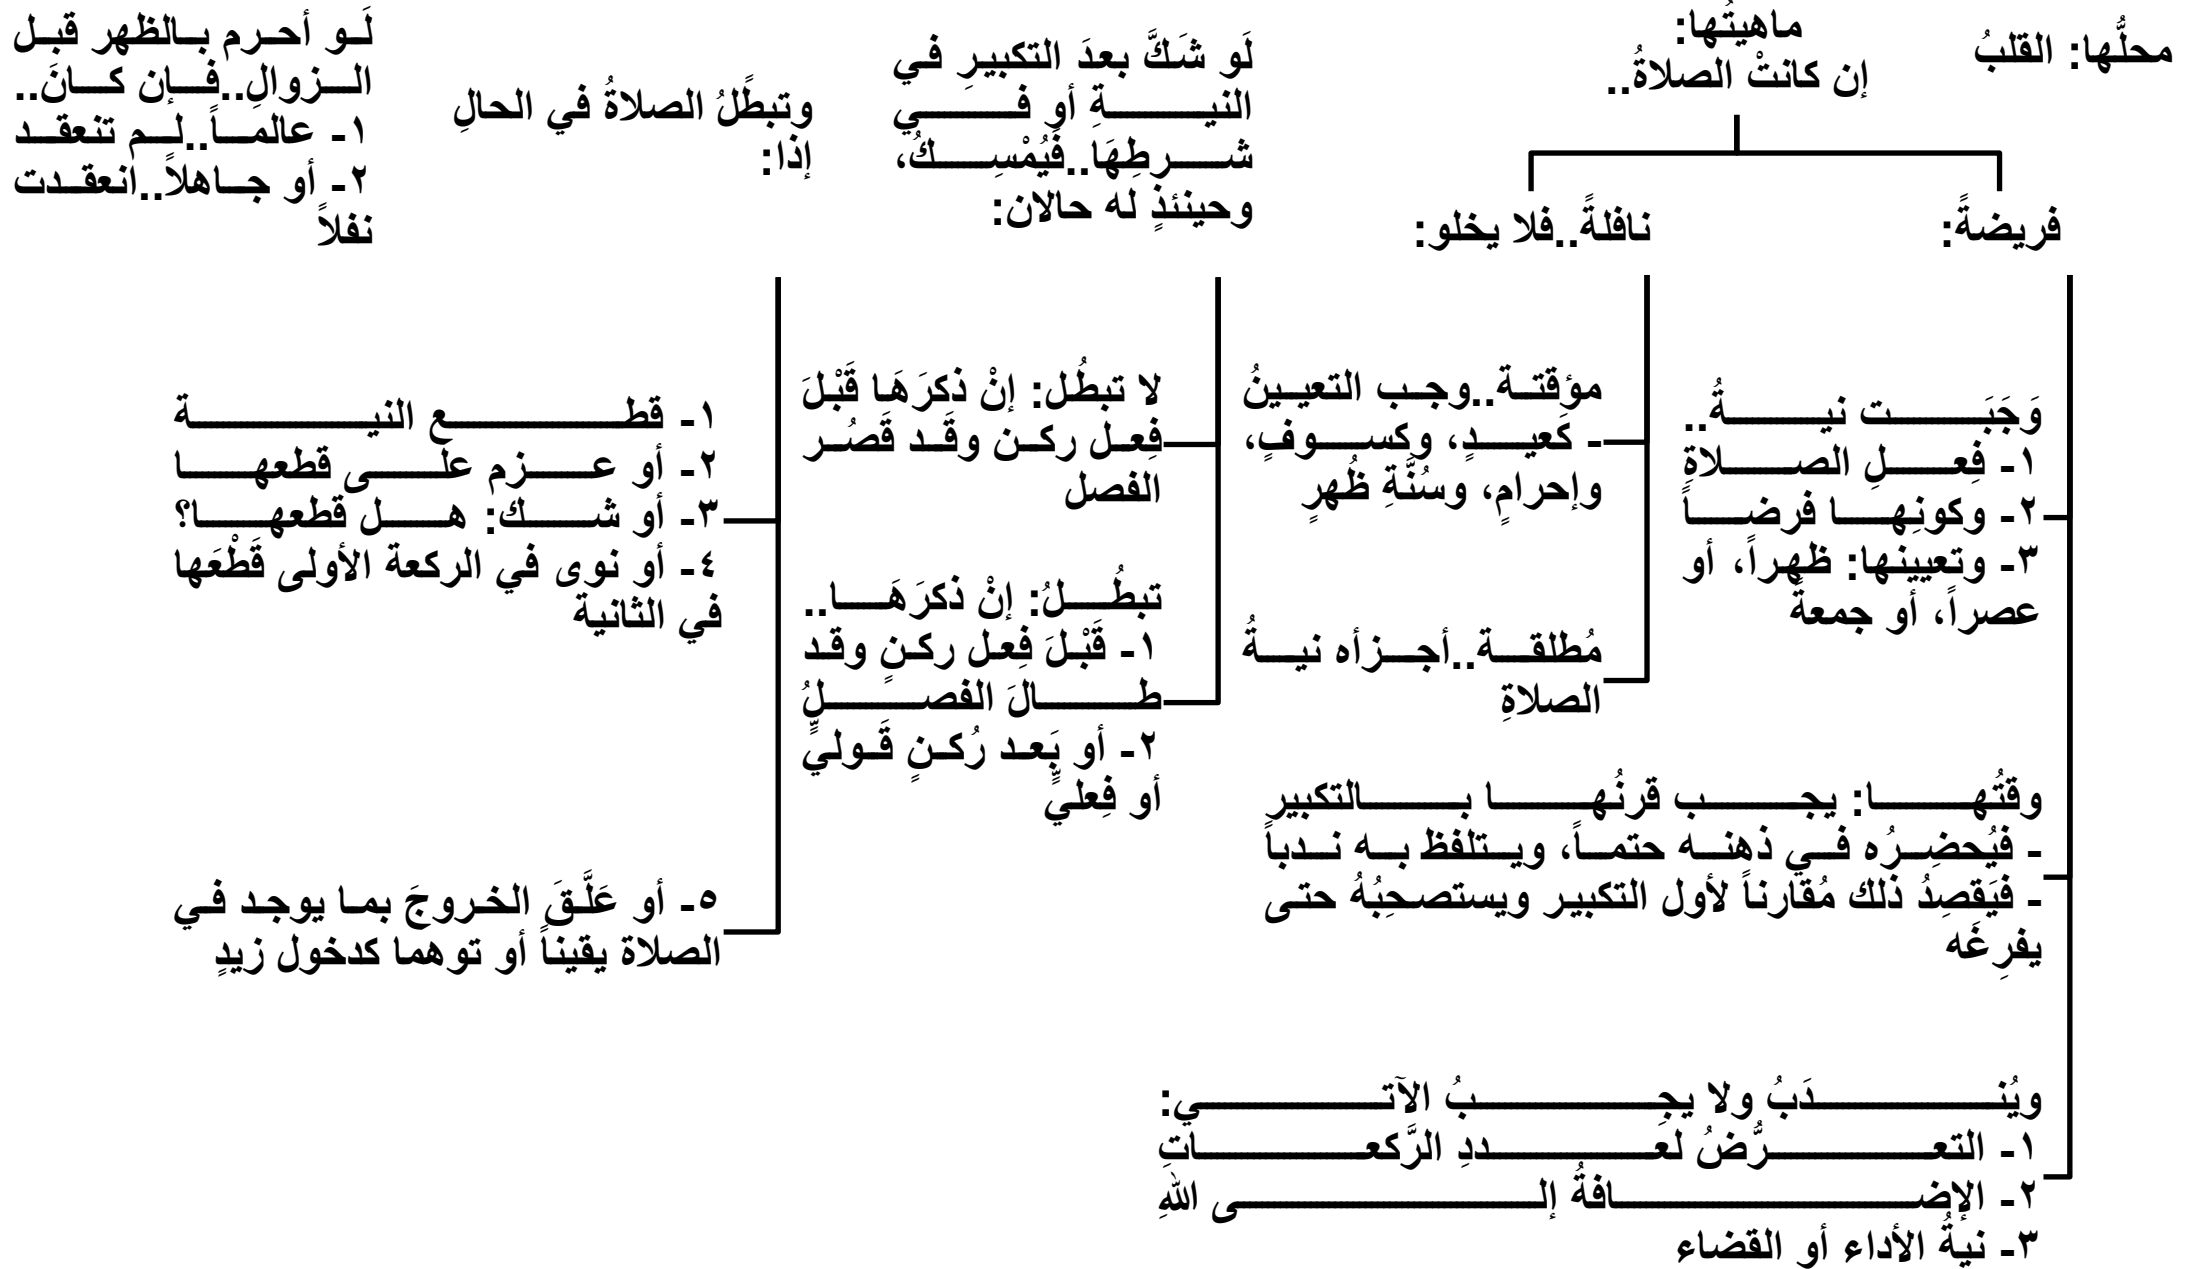 محلُّها: القلبُ
ماهيتُها:
إن كانتْ الصلاةُ..
فريضةً:
وَجَبَت نيةُ..
١- فِعلِ الصلاةِ
٢- وكونِها فرضاً
٣- وتعيينها: ظهراً، أو
عصراً، أو جمعةً
وقتُها: يجب قرنُها بالتكبير
- فيُحضِرُه في ذهنه حتماً، ويتلفظ به ندباً
- فيَقصِدُ ذلك مُقارناً لأول التكبير ويستصحِبُهُ حتى
يفرِغَه
ويُندَبُ ولا يجِبُ الآتي:
١- التعرُّضُ لعَددِ الرَّكعاتِ
٢- الإضافةُ إلى اللهِ
٣- نيةُ الأداء أو القضاء
نافلةً..فلا يخلو:
مؤقتة..وجب التعيينُ
- كَعيدٍ، وكسوفٍ،
وإحرامٍ، وسُنَّةِ ظُهرٍ
مُطلقة..أجزأه نيةُ
الصلاةِ
لَو شَكَّ بعدَ التكبيرِ في
النيةِ أو في
شرطِهَا..فَيُمْسِكُ،
وحينئذٍ له حالان:
لا تبطُل: إنْ ذكرَهَا قَبْلَ
فِعل ركن وقَد قَصُر
الفصل
تبطُلُ: إنْ ذكرَهَا..
١- قَبْلَ فِعل ركنٍ وقد
طالَ الفصلُ
٢- أو بَعد رُكنٍ قَوليٍّ
أو فِعليٍّ
وتبطُلُ الصلاةُ في الحالِ
إذا:
١- قطع النية
٢- أو عزم على قطعها
٣- أو شك: هل قطعها؟
٤- أو نوى في الركعة الأولى قَطْعَها
في الثانية
٥- أو عَلَّقَ الخروجَ بما يوجد في
الصلاة يقيناً أو توهما كدخول زيدٍ
لَو أحرم بالظهر قبل
الزوالِ..فإن كانَ..
١- عالماً..لم تنعقد
٢- أو جاهلاً..انعقدت
نفلاً